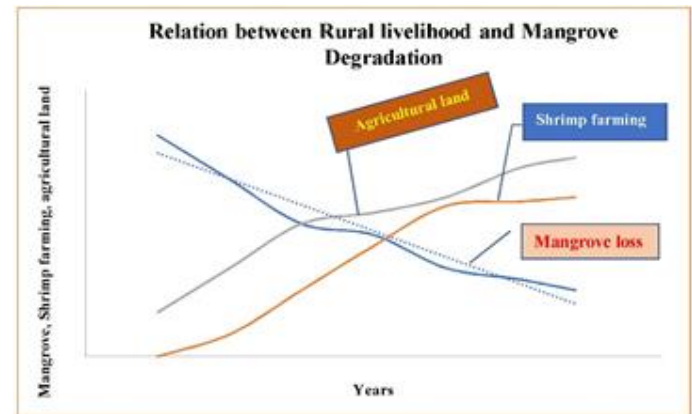 Relation between Rural livelihood and Mangrove
Degradation
Mangrove, Shrimp farming, agricultural land
Agricultural land
Shrimp farming
Mangrove loss
Years